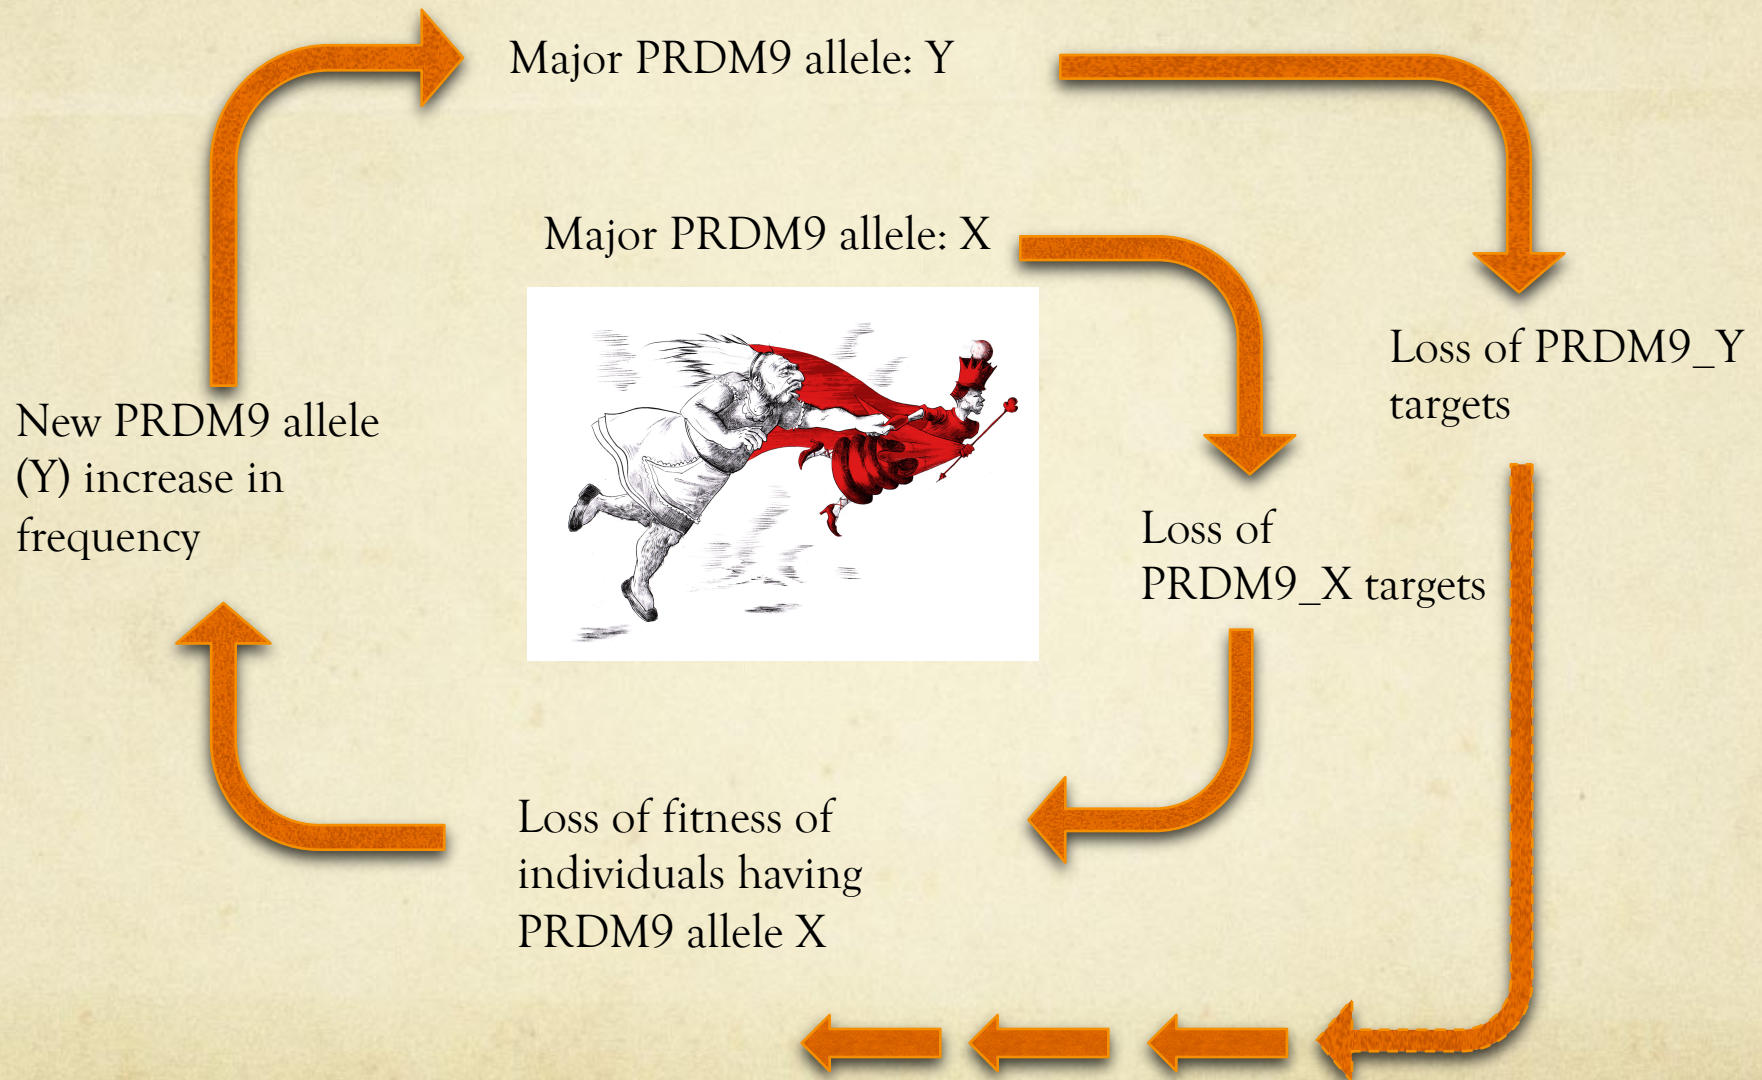 Major PRDM9 allele: Y
Major PRDM9 allele: X
Loss of PRDM9_Y
targets
New PRDM9 allele
(Y) increase in
frequency
Loss of
PRDM9_X targets
Loss of fitness of
individuals having
PRDM9 allele X